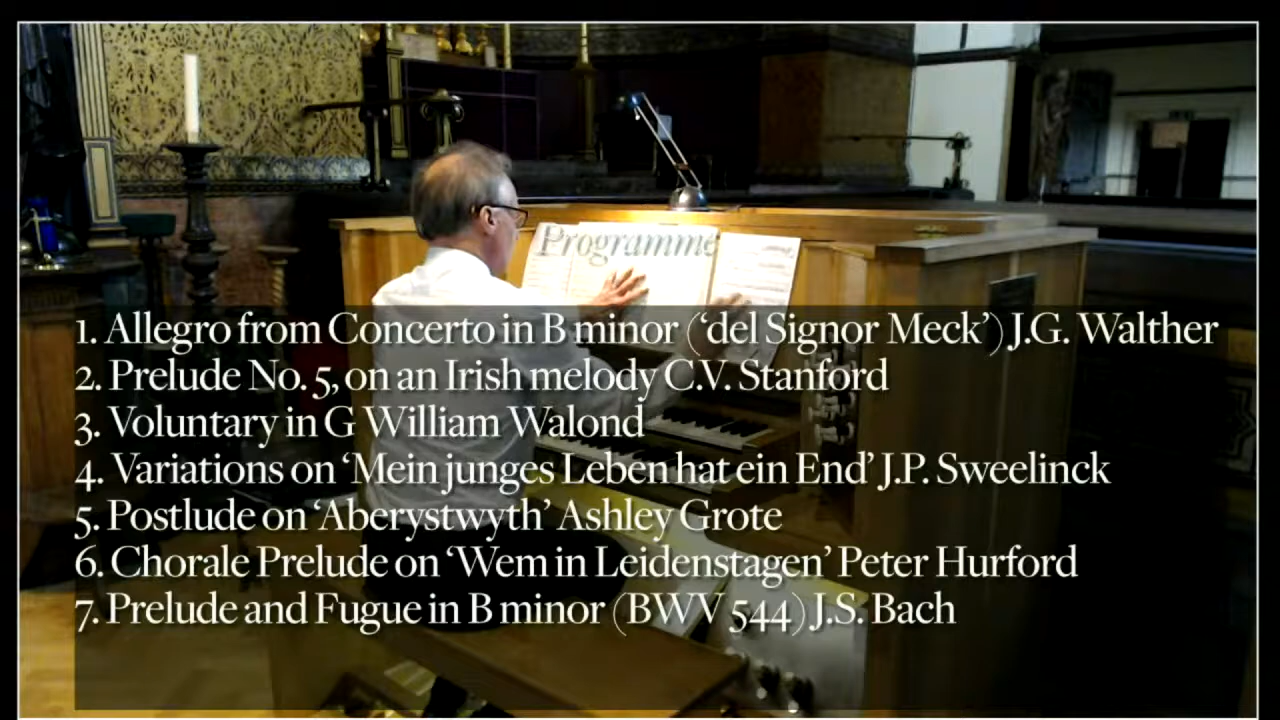 Programme
1. Allegro from Concerto in B minor (‘del Signor Meck’) J.G. Walther
2. Prelude No. 5, on an Irish melody C.V. Stanford
3. Voluntary in G William Walond
4. Variations on ‘Mein junges Leben hat ein End’ J.P. Sweelinck
5. Postlude on ‘Aberystwyth’ Ashley Grote
6. Chorale Prelude on ‘Wem in Leidenstagen’ Peter Hurford
7. Prelude and Fugue in B minor (BWV 544) J.S. Bach